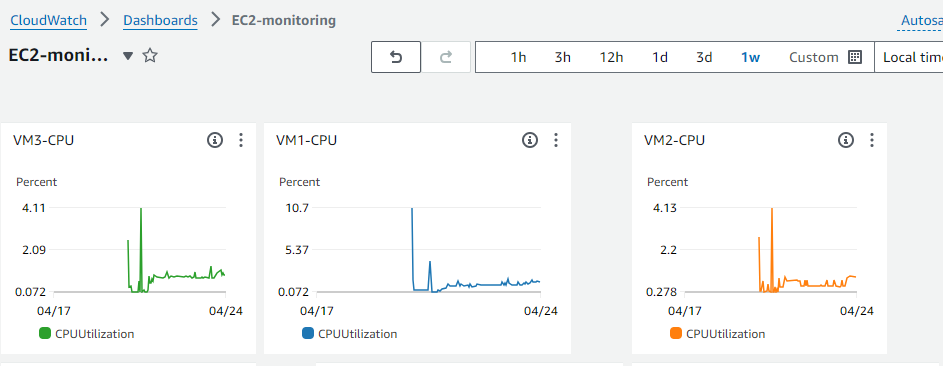 CloudWatch > Dashboards > EC2-monitoring
Autosa
EC2-moni...
1h 3h 12h 1d 3d 1w Custom Local time
VM3-CPU
Percent
4.11
2.09
0.072
04/17 04/24
CPUUtilization
VM1-CPU
Percent
10.7
5.37
0.072
04/17 04/24
CPUUtilization
VM2-CPU
Percent
4.13
2.2
0.278
04/17 04/24
CPUUtilization